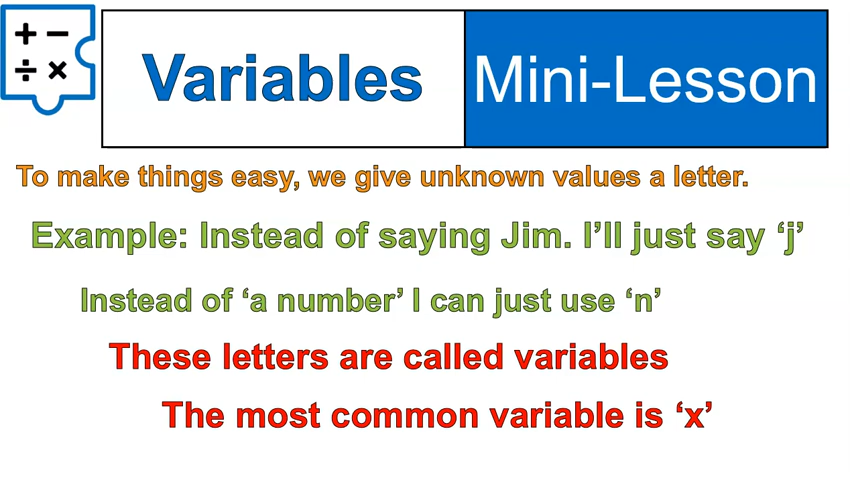 + −
÷ ×
Variables
Mini-Lesson
To make things easy, we give unknown values a letter.
Example: Instead of saying Jim. I’ll just say ‘j’
Instead of ‘a number’ I can just use ‘n’
These letters are called variables
The most common variable is ‘x’